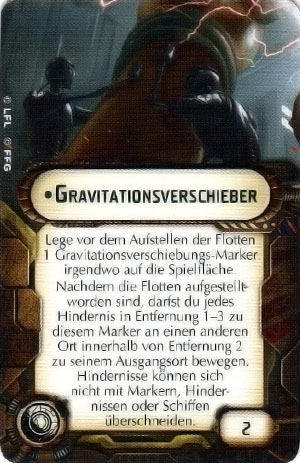 © LFL © FFG
• GRAVITATIONSVERSCHIEBER
Lege vor dem Aufstellen der Flotten
1 Gravitationsverschiebungs-Marker
irgendwo auf die Spielfläche.
Nachdem die Flotten aufgestellt
worden sind, darfst du jedes
Hindernis in Entfernung 1–3 zu
diesem Marker an einen anderen
Ort innerhalb von Entfernung 2
zu seinem Ausgangsort bewegen.
Hindernisse können sich
nicht mit Markern, Hinder-
nissen oder Schiffen
überschneiden.
2